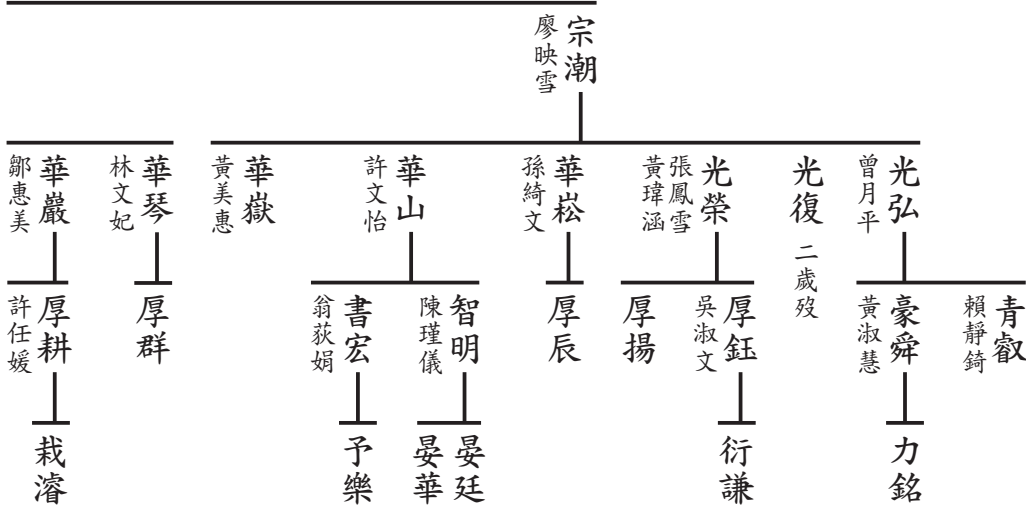 宗潮
廖映雪
光弘
曾月平
光復
二歲歿
光榮
張鳳雪
黃瑋涵
華崧
孫綺文
華山
許文怡
華嶽
黃美惠
華琴
林文妃
華巖
鄒惠美
青叡
賴靜錡
豪舜
黃淑慧
厚鈺
吳淑文
厚揚
厚辰
智明
陳瑾儀
書宏
翁荻娟
厚群
厚耕
許任媛
力銘
衍謙
晏廷
晏華
予樂
栽濬